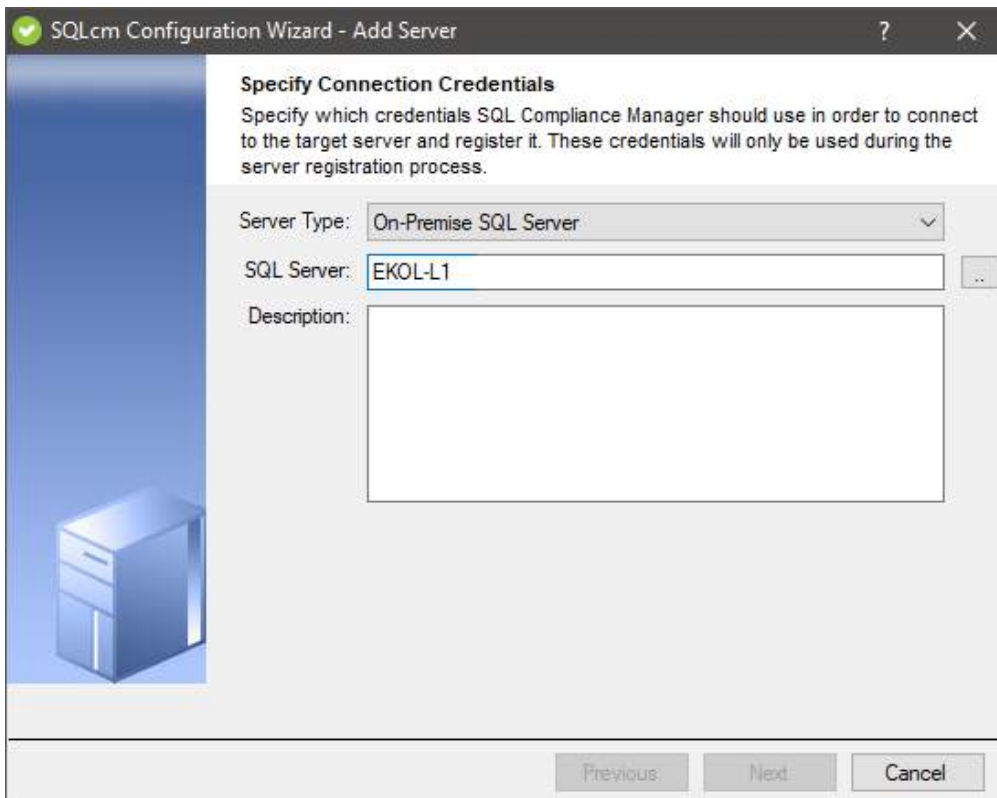 SQLcm Configuration Wizard - Add Server
?
Specify Connection Credentials
Specify which credentials SQL Compliance Manager should use in order to connect
to the target server and register it. These credentials will only be used during the
server registration process.
Server Type: On-Premise SQL Server
SQL Server: EKOL-L1
..
Description:
Previous Next Cancel